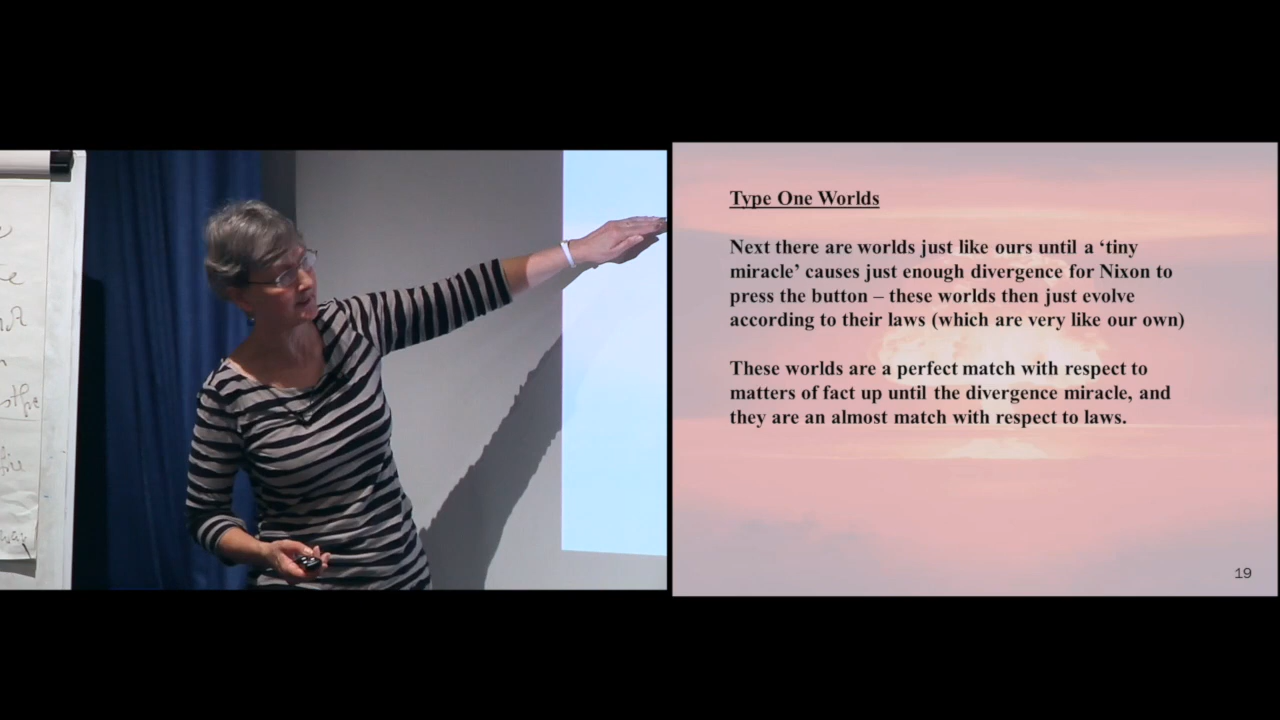 Type One Worlds
Next there are worlds just like ours until a ‘tiny
miracle’ causes just enough divergence for Nixon to
press the button – these worlds then just evolve
according to their laws (which are very like our own)
These worlds are a perfect match with respect to
matters of fact up until the divergence miracle, and
they are an almost match with respect to laws.
19